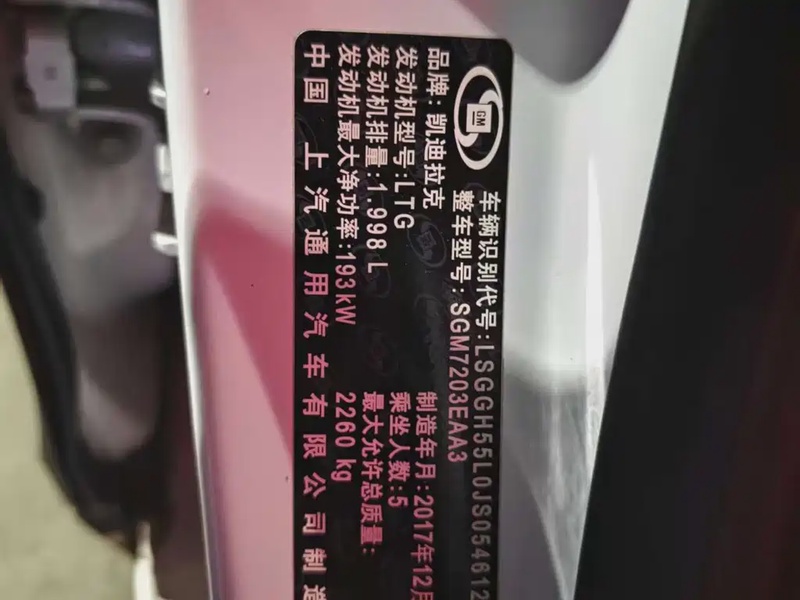 GM
车辆识别代号:LSGGH55L0JS054612
整车型号:SGM7203EAA3
品牌:凯迪拉克
制造年月:2017年12月
发动机型号:LTG
乘坐人数:5
发动机排量:1.998L
最大允许总质量:
发动机最大净功率:193kW
2260 kg
中国 上汽通用汽车有限公司制造